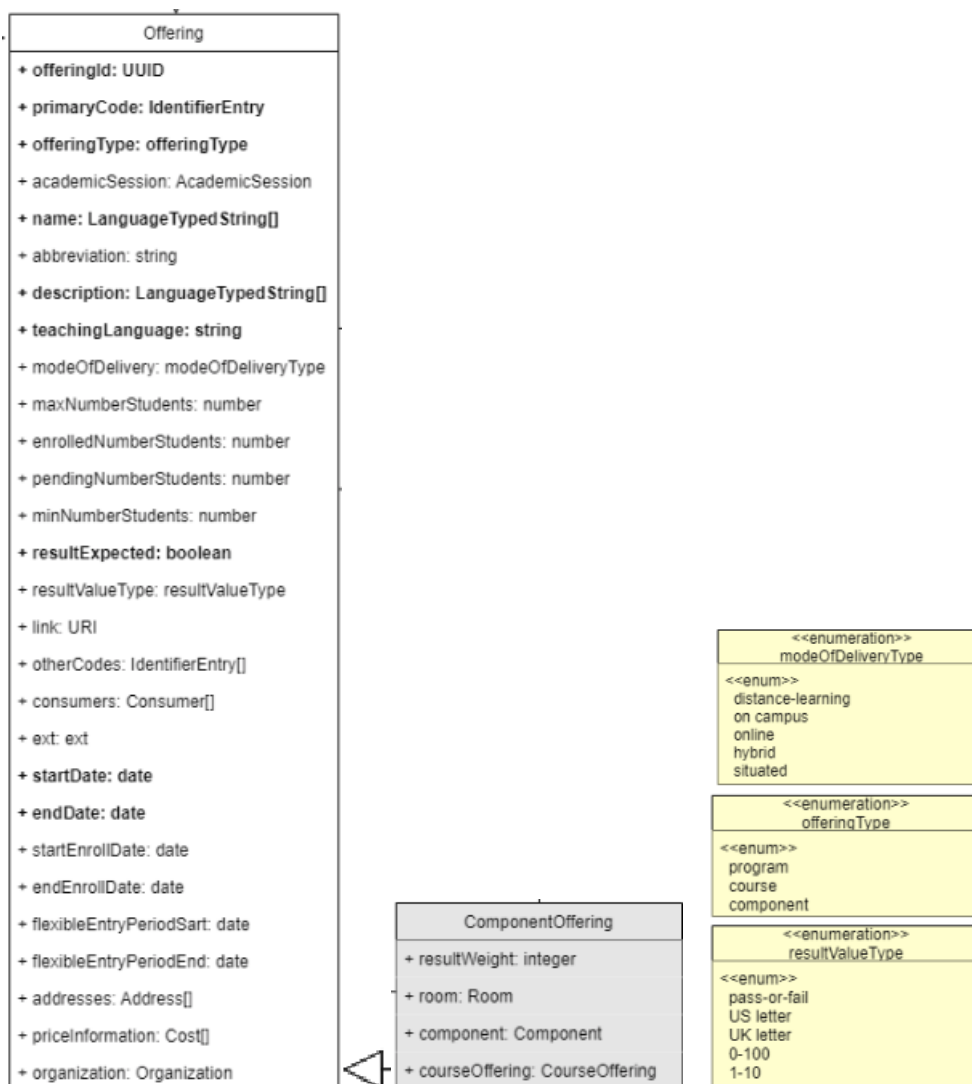 Offering
+ offeringId: UUID
+ primaryCode: IdentifierEntry
+ offeringType: offeringType
+ academicSession: AcademicSession
+ name: LanguageTypedString[]
+ abbreviation: string
+ description: LanguageTypedString[]
+ teachingLanguage: string
+ modeOfDelivery: modeOfDeliveryType
+ maxNumberStudents: number
+ enrolledNumberStudents: number
+ pendingNumberStudents: number
+ minNumberStudents: number
+ resultExpected: boolean
+ resultValueType: resultValueType
+ link: URI
+ otherCodes: IdentifierEntry[]
+ consumers: Consumer[]
+ ext: ext
+ startDate: date
+ endDate: date
+ startEnrollDate: date
+ endEnrollDate: date
+ flexibleEntryPeriodSart: date
+ flexibleEntryPeriodEnd: date
+ addresses: Address[]
+ priceInformation: Cost[]
+ organization: Organization
ComponentOffering
+ resultWeight: integer
+ room: Room
+ component: Component
+ courseOffering: CourseOffering
<<enumeration>>
modeOfDeliveryType
<<enum>>
distance-learning
on campus
online
hybrid
situated
<<enumeration>>
offeringType
<<enum>>
program
course
component
<<enumeration>>
resultValueType
<<enum>>
pass-or-fail
US letter
UK letter
0-100
1-10